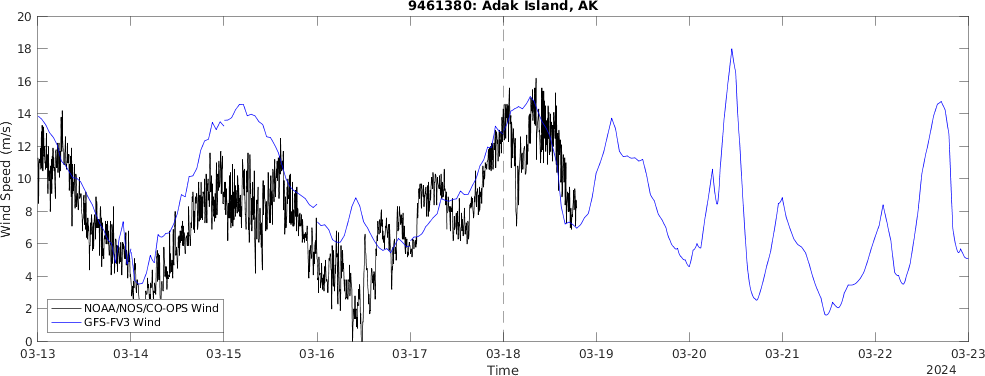 9461380: Adak Island, AK
Wind Speed (m/s)
20
18
16
14
12
10
8
6
4
2
0
NOAA/NOS/CO-OPS Wind
GFS-FV3 Wind
03-13 03-14 03-15 03-16 03-17 03-18 03-19 03-20 03-21 03-22 03-23
Time
2024